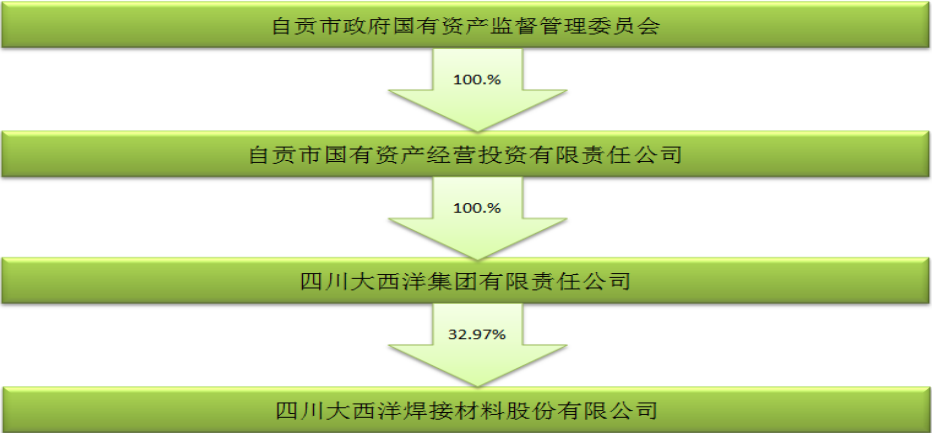 自贡市政府国有资产监督管理委员会
100.%
自贡市国有资产经营投资有限责任公司
100.%
四川大西洋集团有限责任公司
32.97%
四川大西洋焊接材料股份有限公司